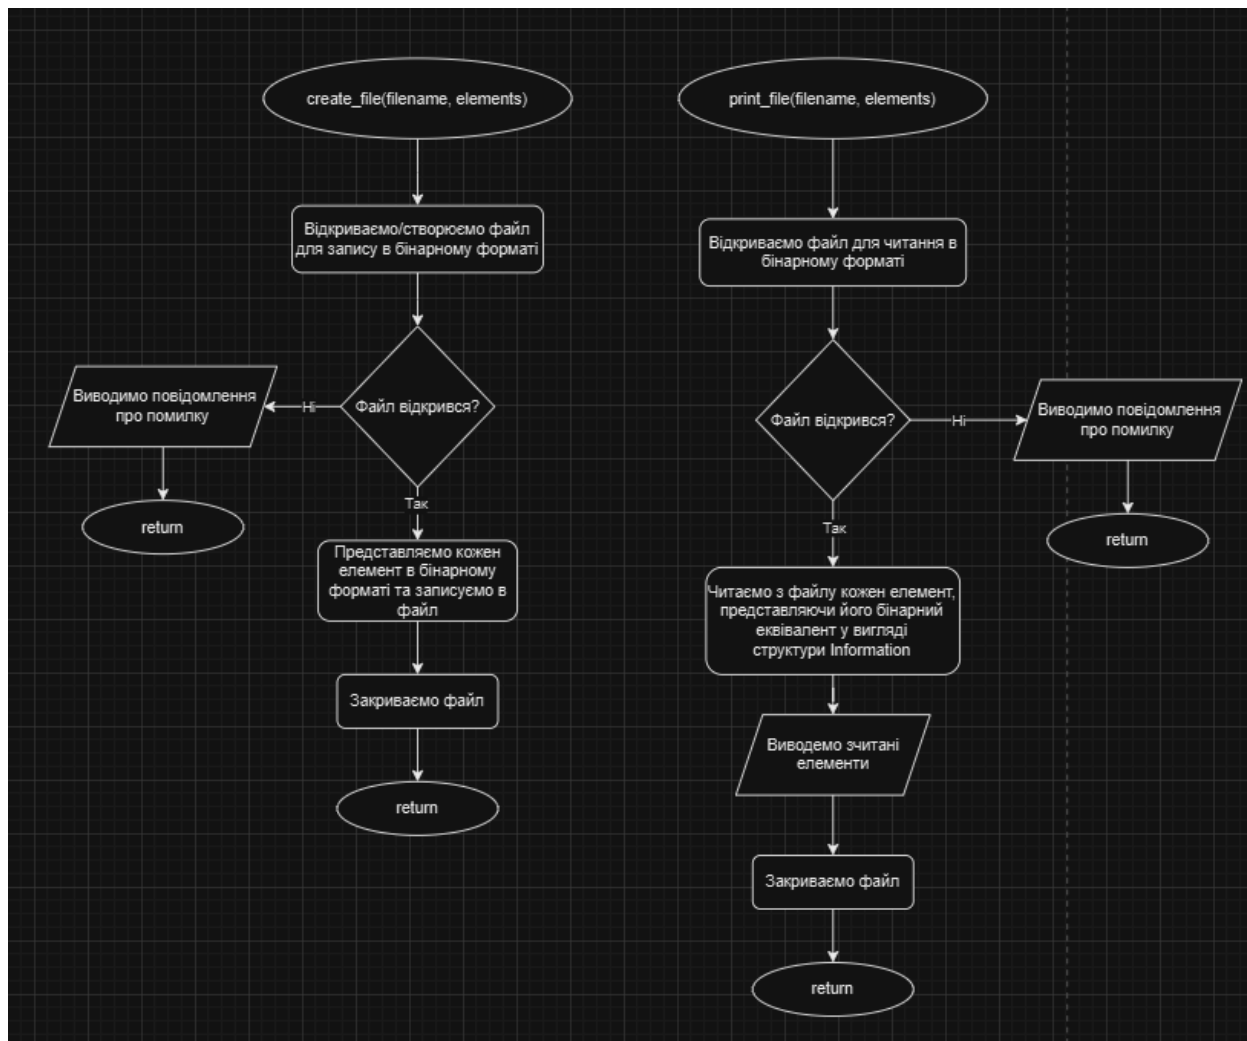 create_file(filename, elements)
Відкриваємо/створюємо файл
для запису в бінарному форматі
Файл відкрився?
Ні
Виводимо повідомлення
про помилку
return
Так
Представляємо кожен
елемент в бінарному
форматі та записуємо в
файл
Закриваємо файл
return
print_file(filename, elements)
Відкриваємо файл для читання в
бінарному форматі
Файл відкрився?
Ні
Виводимо повідомлення
про помилку
return
Так
Читаємо з файлу кожен елемент,
представляючи його бінарний
еквівалент у вигляді
структури Information
Виводемо зчитані
елементи
Закриваємо файл
return